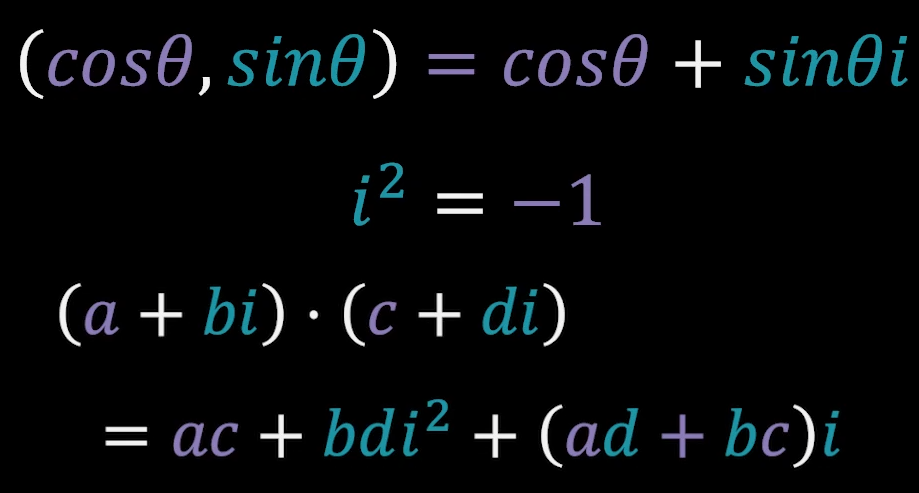 (cosθ, sinθ) = cosθ + sinθi
i² = −1
(a + bi) · (c + di)
= ac + bdi² + (ad + bc)i